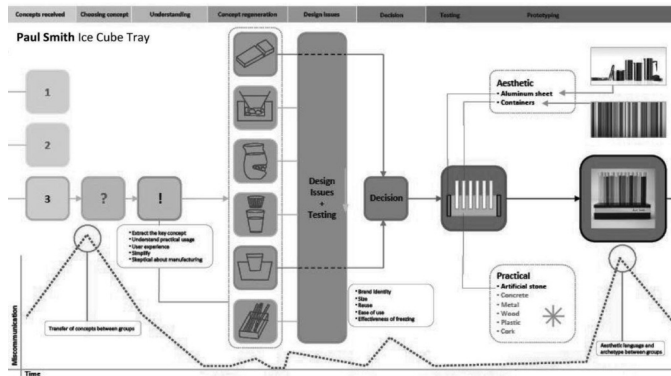 Concepts received Choosing concept Understanding Concept regeneration Design Issues Decision Testing Prototyping
Paul Smith Ice Cube Tray
1
2
3
?
!
• Extract the key concept
• Understand practical usage
• User experience
• Simplify
• Skeptical about manufacturing
Transfer of concepts between groups
Design
Issues
+
Testing
Decision
• Brand identity
• Size
• Reuse
• Ease of use
• Effectiveness of freezing
Aesthetic
• Aluminum sheet
• Containers
Practical
• Artificial stone
• Concrete
• Metal
• Wood
• Plastic
• Cork
Aesthetic language and
archetype between groups
Miscommunication
Time